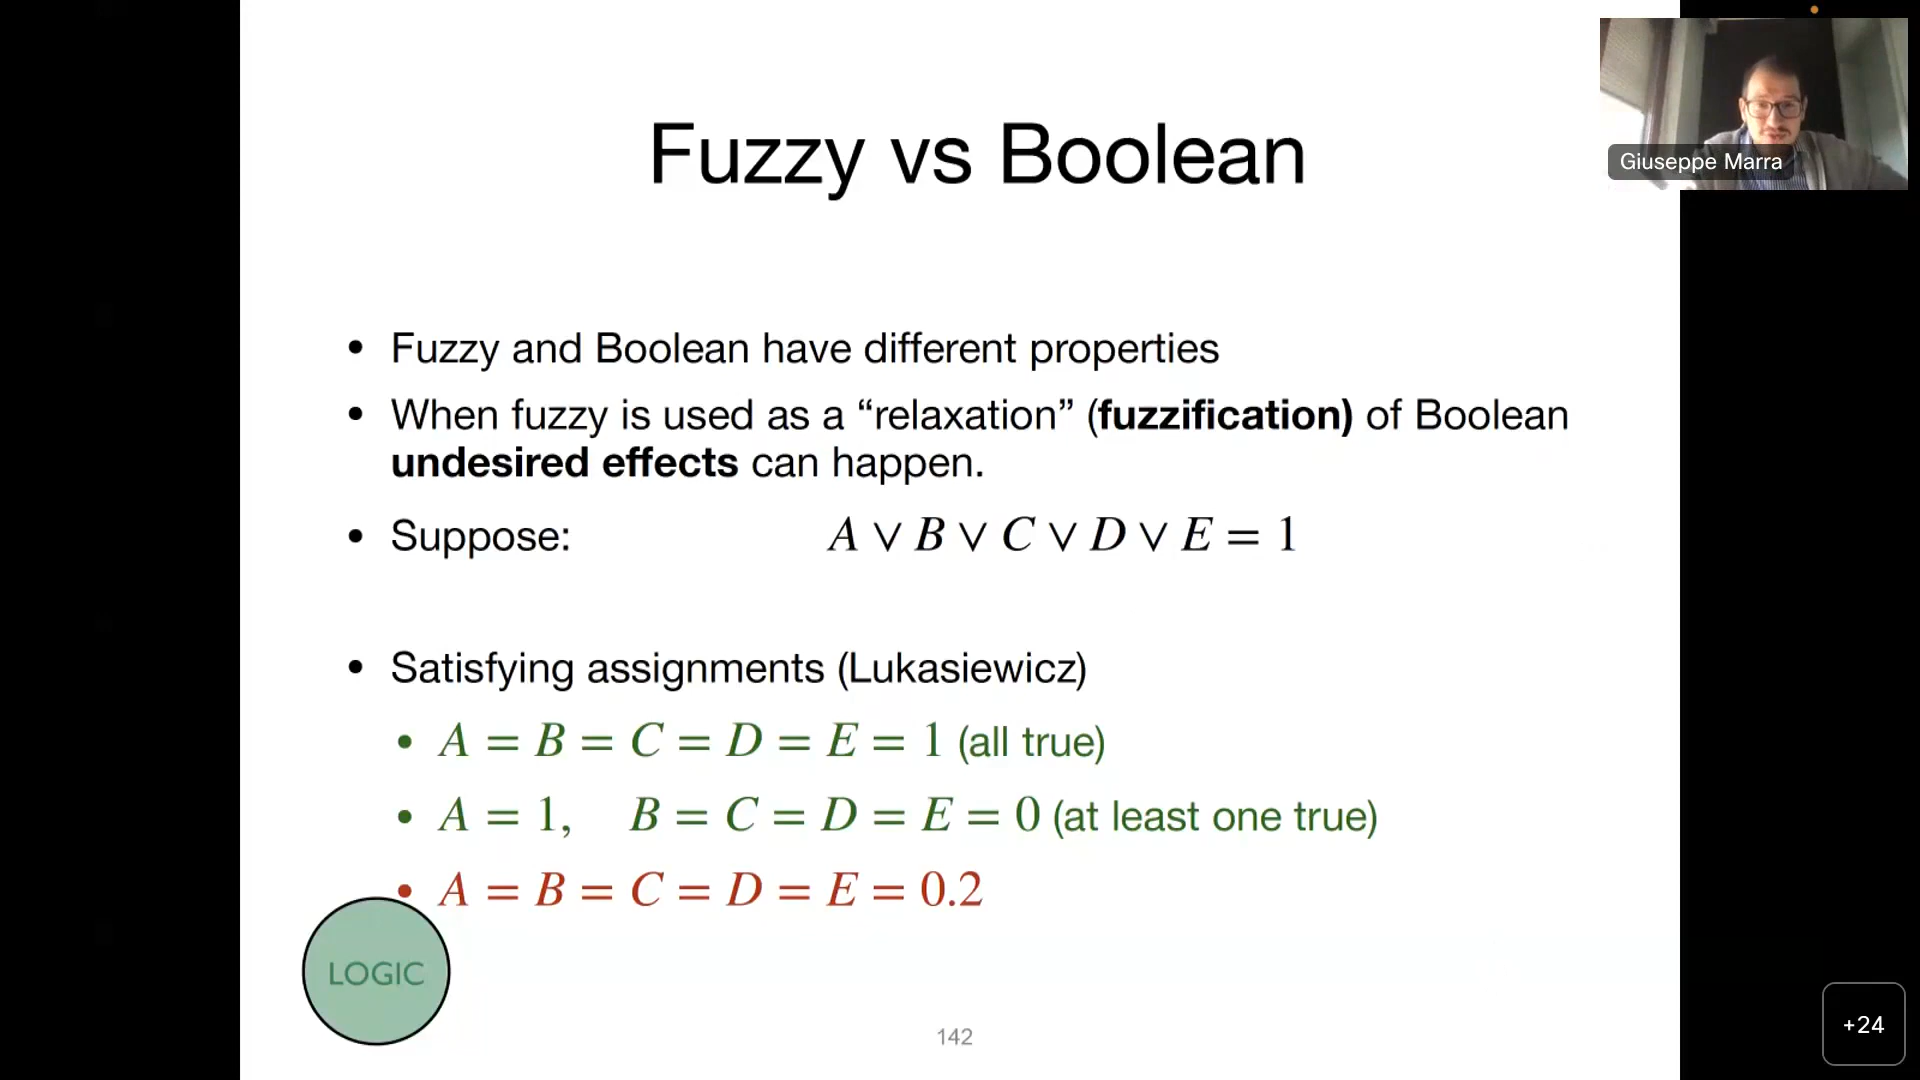 Fuzzy vs Boolean
Giuseppe Marra
• Fuzzy and Boolean have different properties
• When fuzzy is used as a “relaxation” (fuzzification) of Boolean
undesired effects can happen.
• Suppose: A ∨ B ∨ C ∨ D ∨ E = 1
• Satisfying assignments (Lukasiewicz)
• A = B = C = D = E = 1 (all true)
• A = 1, B = C = D = E = 0 (at least one true)
• A = B = C = D = E = 0.2
LOGIC
142
+24